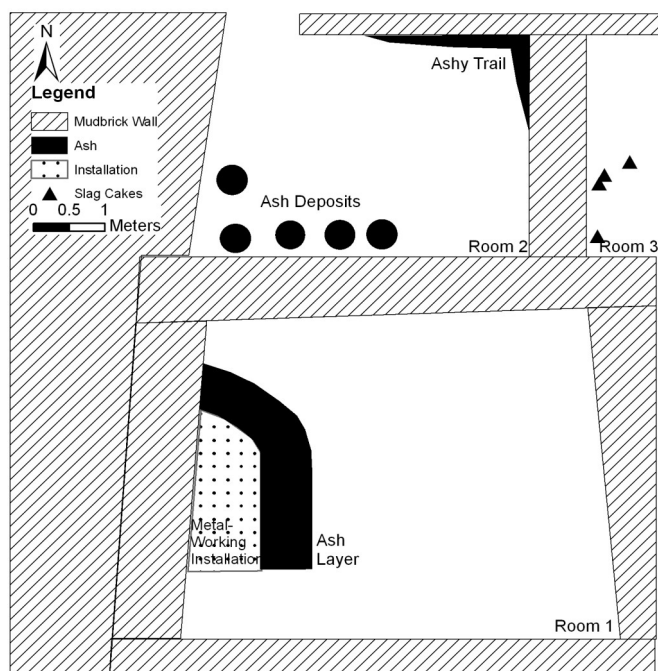 N
Legend
Mudbrick Wall
Ash
Installation
Slag Cakes
0 0.5 1
Meters
Ashy Trail
Ash Deposits
Room 2
Room 3
Metal-
Working
Installation
Ash
Layer
Room 1